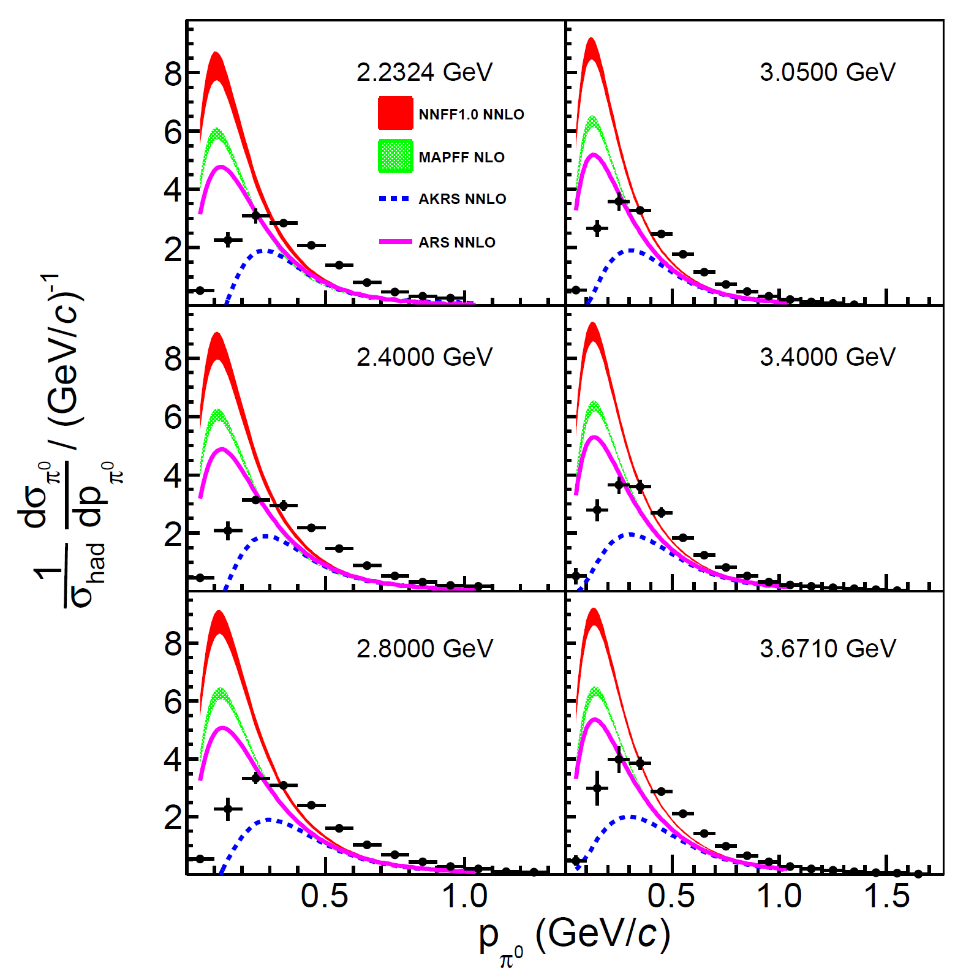 1/σhad dσπ⁰/dpπ⁰ / (GeV/c)⁻¹
2.2324 GeV
NNFF1.0 NNLO
MAPFF NLO
AKRS NNLO
ARS NNLO
8
6
4
2
3.0500 GeV
2.4000 GeV
8
6
4
2
3.4000 GeV
2.8000 GeV
8
6
4
2
3.6710 GeV
0.5 1.0
0.5 1.0 1.5
pπ⁰ (GeV/c)